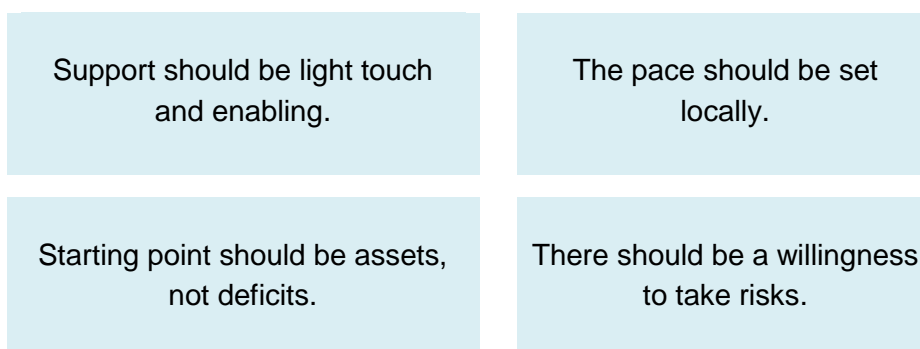 Support should be light touch
and enabling.
The pace should be set
locally.
Starting point should be assets,
not deficits.
There should be a willingness
to take risks.